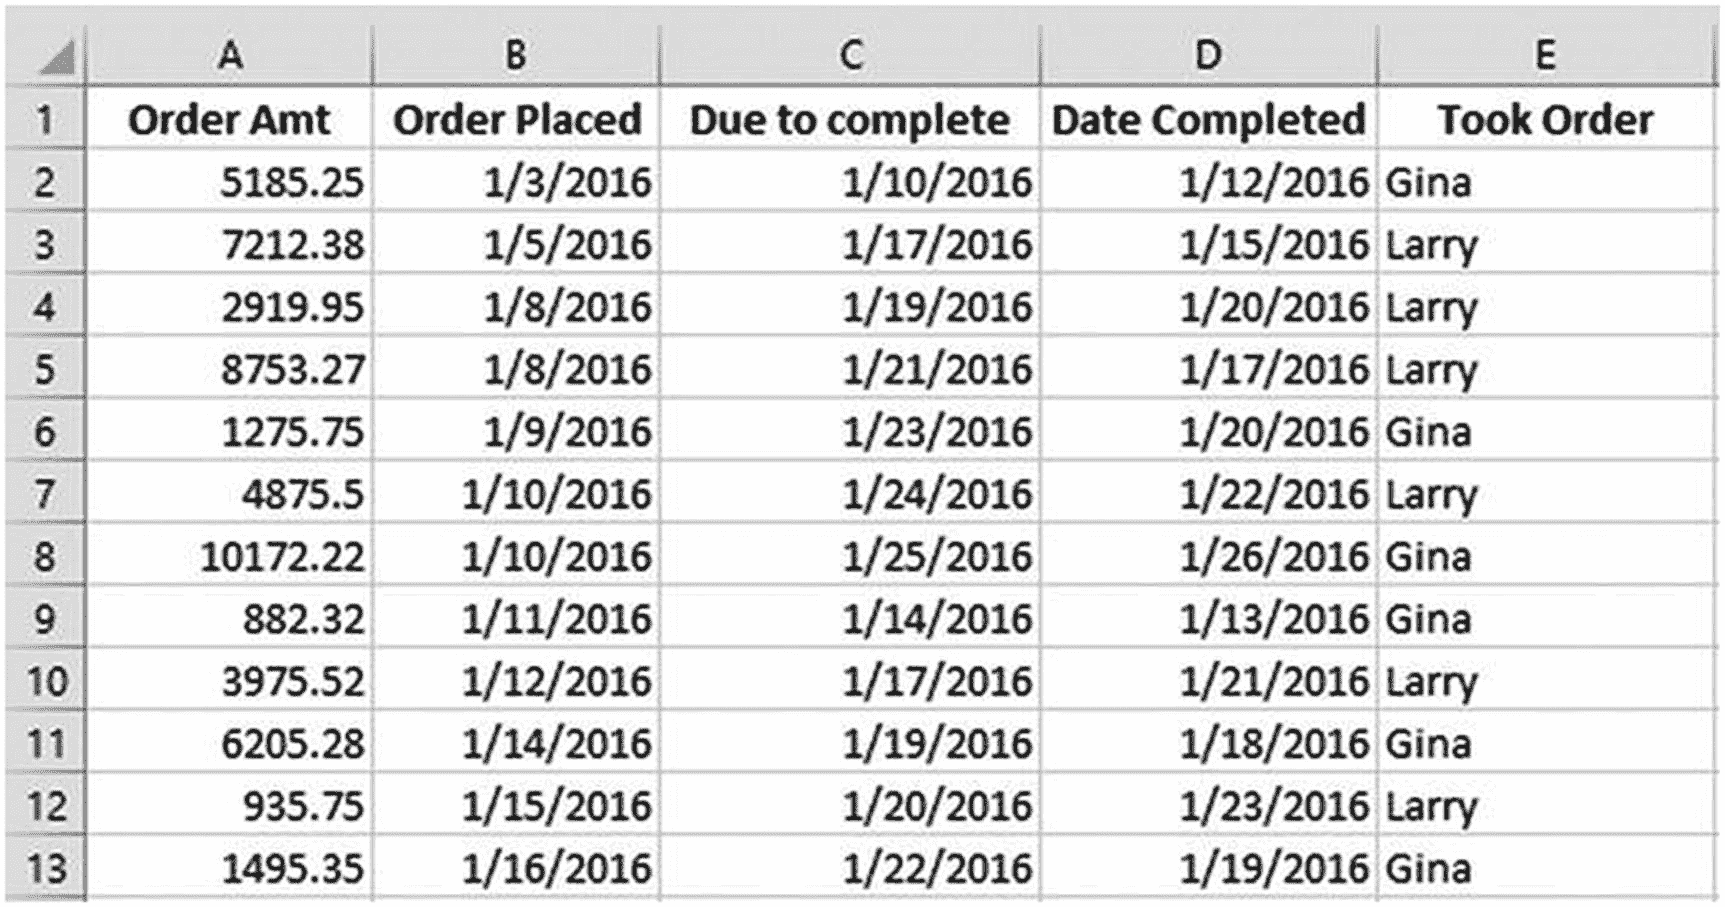 A B C D E
1 Order Amt Order Placed Due to complete Date Completed Took Order
2 5185.25 1/3/2016 1/10/2016 1/12/2016 Gina
3 7212.38 1/5/2016 1/17/2016 1/15/2016 Larry
4 2919.95 1/8/2016 1/19/2016 1/20/2016 Larry
5 8753.27 1/8/2016 1/21/2016 1/17/2016 Larry
6 1275.75 1/9/2016 1/23/2016 1/20/2016 Gina
7 4875.5 1/10/2016 1/24/2016 1/22/2016 Larry
8 10172.22 1/10/2016 1/25/2016 1/26/2016 Gina
9 882.32 1/11/2016 1/14/2016 1/13/2016 Gina
10 3975.52 1/12/2016 1/17/2016 1/21/2016 Larry
11 6205.28 1/14/2016 1/19/2016 1/18/2016 Gina
12 935.75 1/15/2016 1/20/2016 1/23/2016 Larry
13 1495.35 1/16/2016 1/22/2016 1/19/2016 Gina